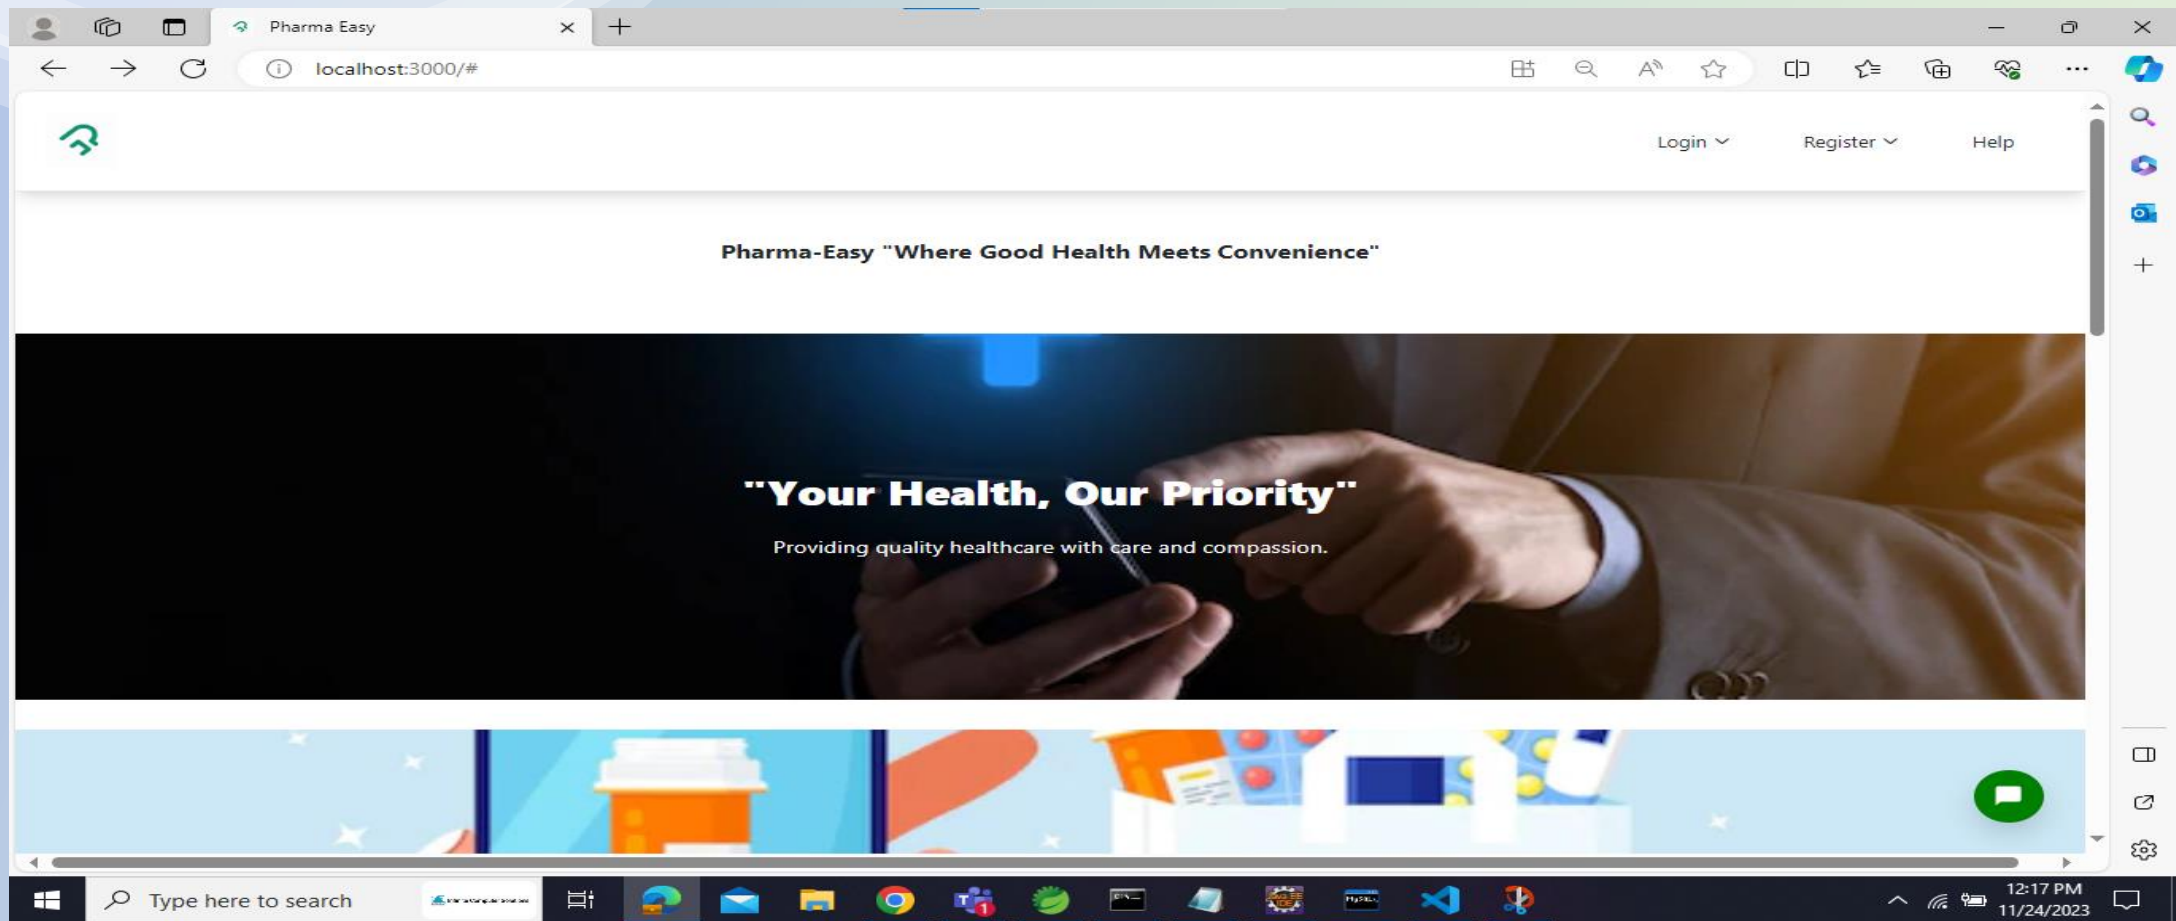 Pharma Easy
localhost:3000/#
Login
Register
Help
Pharma-Easy "Where Good Health Meets Convenience"
"Your Health, Our Priority"
Providing quality healthcare with care and compassion.
Type here to search
12:17 PM
11/24/2023